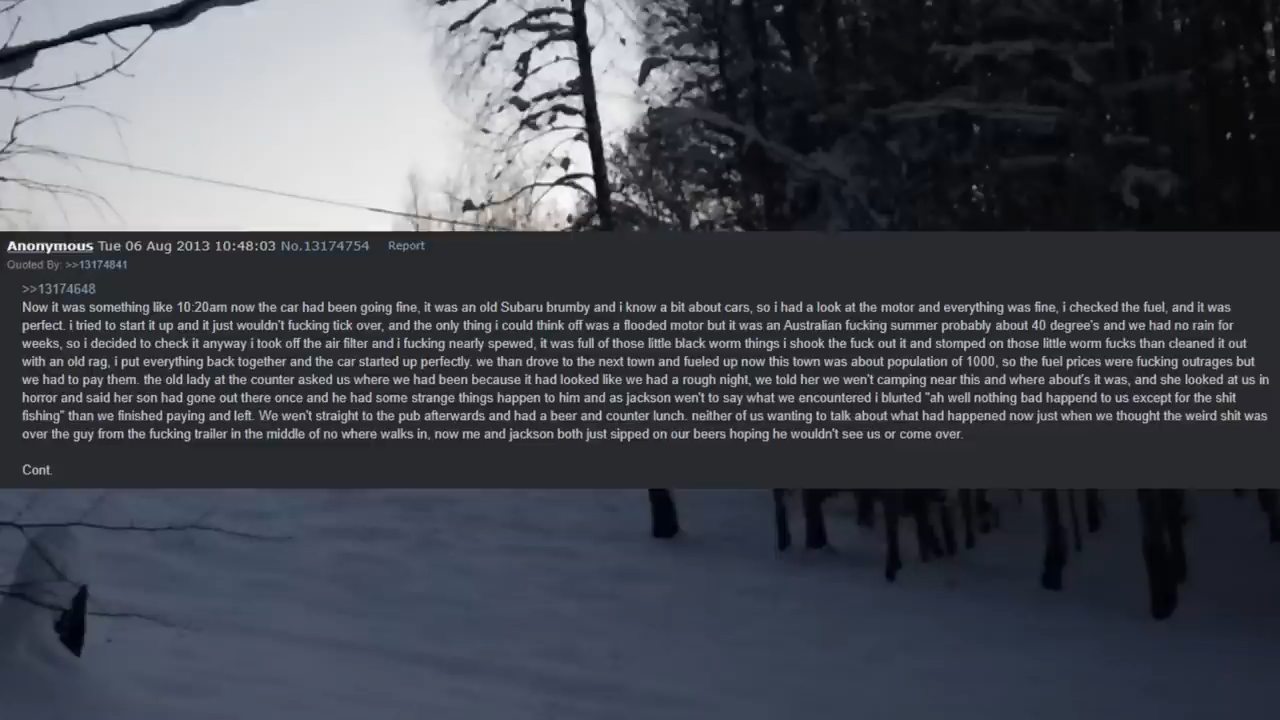 Anonymous Tue 06 Aug 2013 10:48:03 No.13174754 Report
Quoted By: >>13174841
>>13174648
Now it was something like 10:20am now the car had been going fine, it was an old Subaru brumby and i know a bit about cars, so i had a look at the motor and everything was fine, i checked the fuel, and it was
perfect. i tried to start it up and it just wouldn't fucking tick over, and the only thing i could think off was a flooded motor but it was an Australian fucking summer probably about 40 degree's and we had no rain for
weeks, so i decided to check it anyway i took off the air filter and i fucking nearly spewed, it was full of those little black worm things i shook the fuck out it and stomped on those little worm fucks than cleaned it out
with an old rag, i put everything back together and the car started up perfectly. we than drove to the next town and fueled up now this town was about population of 1000, so the fuel prices were fucking outrages but
we had to pay them. the old lady at the counter asked us where we had been because it had looked like we had a rough night, we told her we wen't camping near this and where about's it was, and she looked at us in
horror and said her son had gone out there once and he had some strange things happen to him and as jackson wen't to say what we encountered i blurted "ah well nothing bad happend to us except for the shit
fishing" than we finished paying and left. We wen't straight to the pub afterwards and had a beer and counter lunch. neither of us wanting to talk about what had happened now just when we thought the weird shit was
over the guy from the fucking trailer in the middle of no where walks in, now me and jackson both just sipped on our beers hoping he wouldn't see us or come over.
Cont.